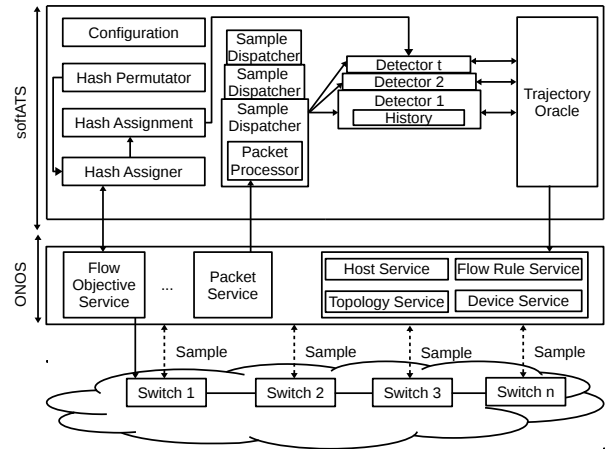 softATS
Configuration
Hash Permutator
Hash Assignment
Hash Assigner
Sample
Dispatcher
Sample
Dispatcher
Sample
Dispatcher
Packet
Processor
Detector t
Detector 2
Detector 1
History
Trajectory
Oracle
ONOS
Flow
Objective
Service
...
Packet
Service
Host Service
Flow Rule Service
Topology Service
Device Service
Sample
Sample
Sample
Sample
Switch 1
Switch 2
Switch 3
Switch n